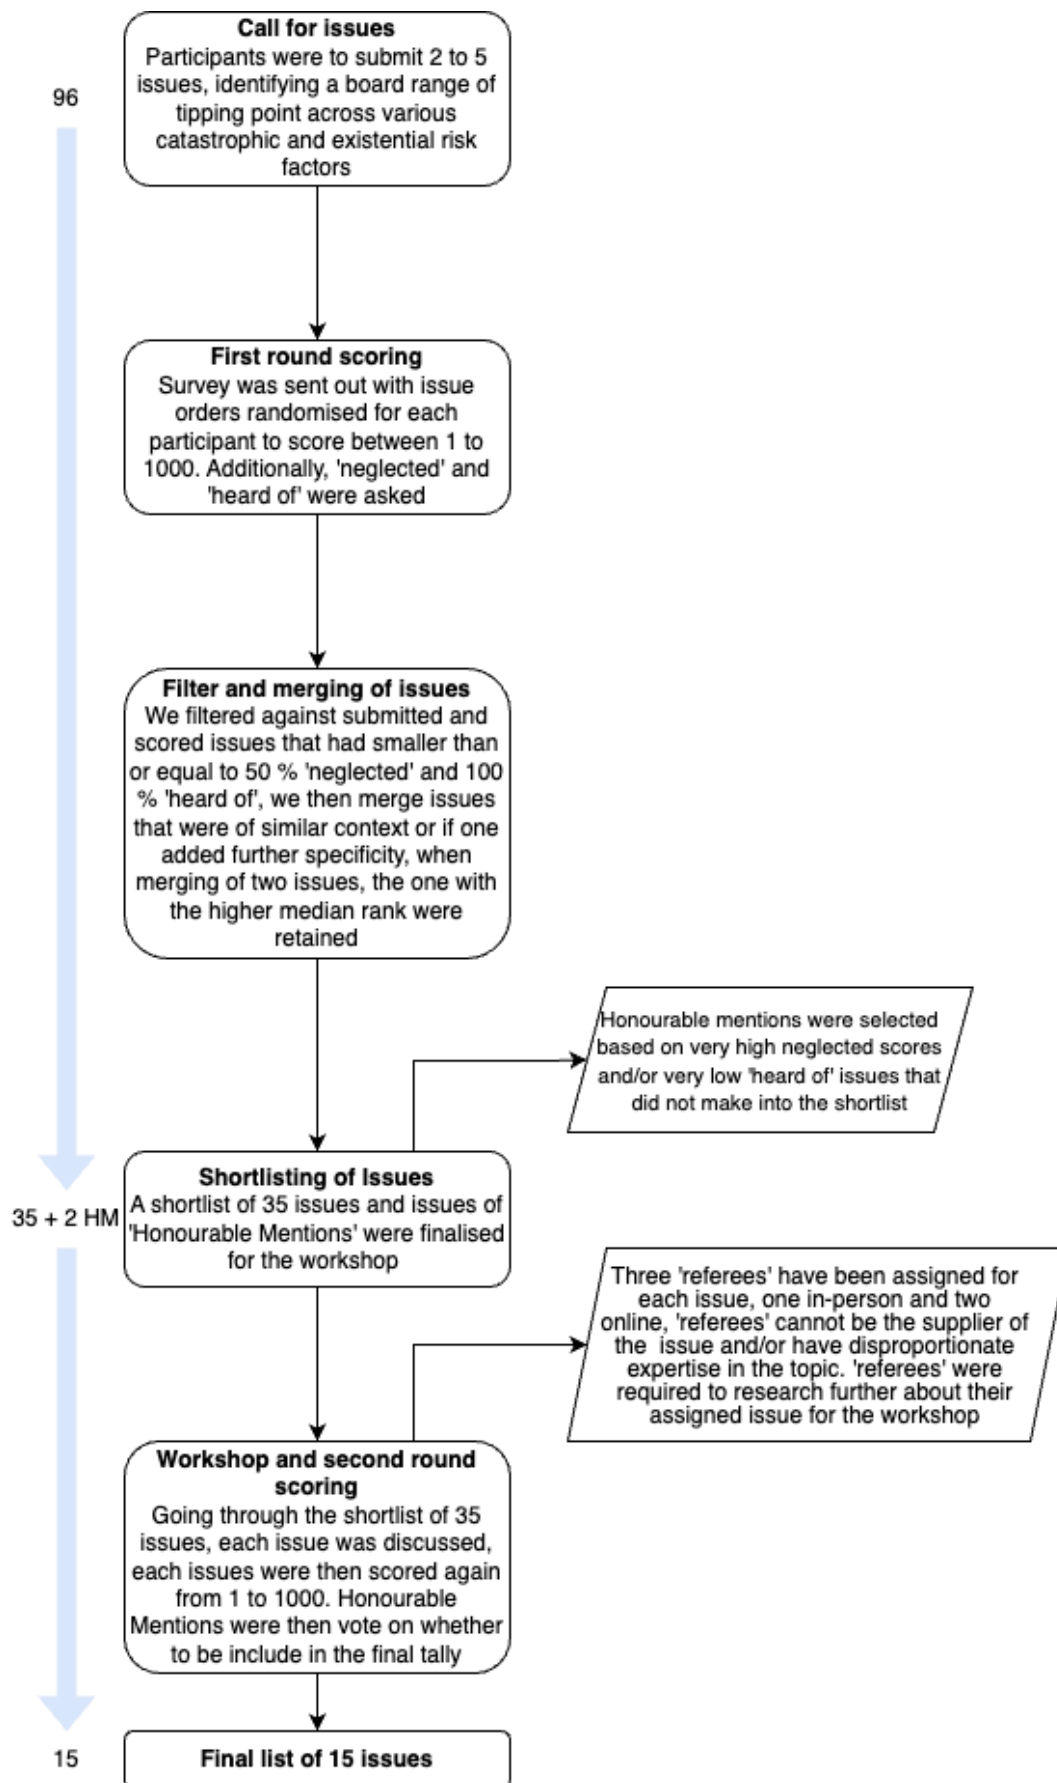 Call for issues
Participants were to submit 2 to 5
issues, identifying a board range of
tipping point across various
catastrophic and existential risk
factors
96
First round scoring
Survey was sent out with issue
orders randomised for each
participant to score between 1 to
1000. Additionally, 'neglected' and
'heard of' were asked
Filter and merging of issues
We filtered against submitted and
scored issues that had smaller than
or equal to 50 % 'neglected' and 100
% 'heard of', we then merge issues
that were of similar context or if one
added further specificity, when
merging of two issues, the one with
the higher median rank were
retained
Honourable mentions were selected
based on very high neglected scores
and/or very low 'heard of' issues that
did not make into the shortlist
Shortlisting of Issues
A shortlist of 35 issues and issues of
'Honourable Mentions' were finalised
for the workshop
35 + 2 HM
Three 'referees' have been assigned for
each issue, one in-person and two
online, 'referees' cannot be the supplier of
the issue and/or have disproportionate
expertise in the topic. 'referees' were
required to research further about their
assigned issue for the workshop
Workshop and second round
scoring
Going through the shortlist of 35
issues, each issue was discussed,
each issues were then scored again
from 1 to 1000. Honourable
Mentions were then vote on whether
to be include in the final tally
15
Final list of 15 issues